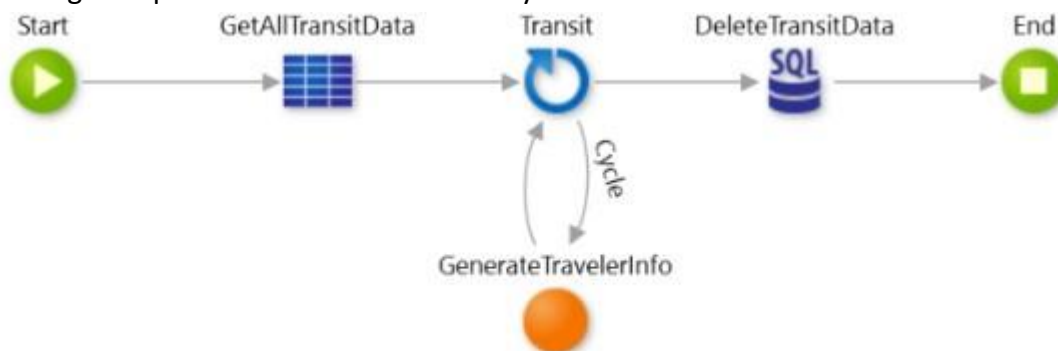 Start
GetAllTransitData
Transit
DeleteTransitData
End
SQL
Cycle
GenerateTravelerInfo